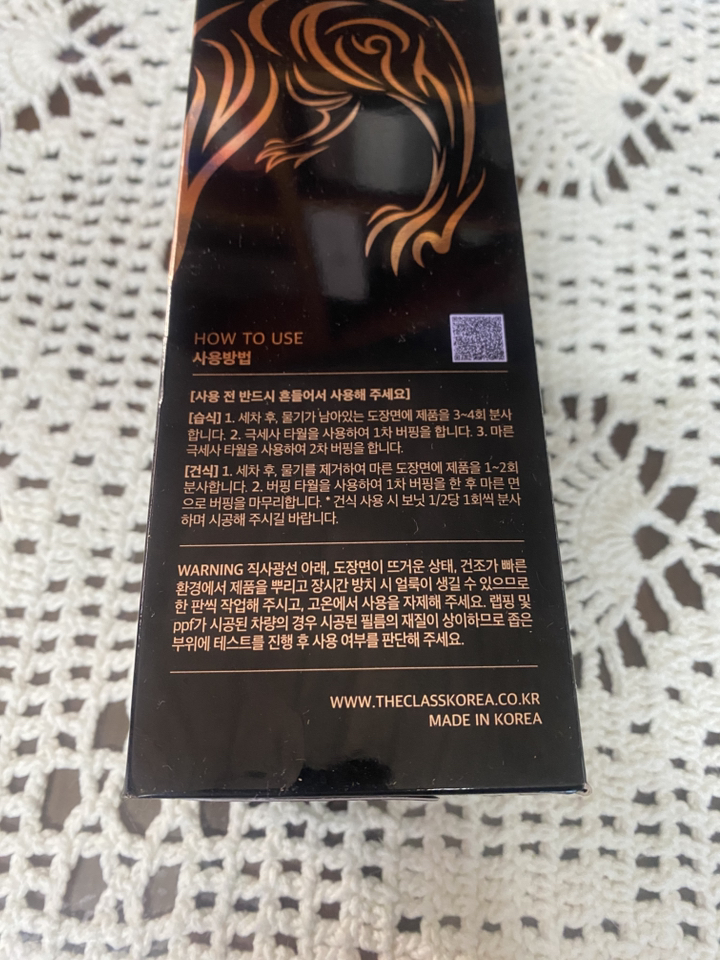 HOW TO USE
사용방법
[사용 전 반드시 흔들어서 사용해 주세요]
[습식] 1. 세차 후, 물기가 남아있는 도장면에 제품을 3~4회 분사
합니다. 2. 극세사 타월을 사용하여 1차 버핑을 합니다. 3. 마른
극세사 타월을 사용하여 2차 버핑을 합니다.
[건식] 1. 세차 후, 물기를 제거하여 마른 도장면에 제품을 1~2회
분사합니다. 2. 버핑 타월을 사용하여 1차 버핑을 한 후 마른 면
으로 버핑을 마무리합니다. * 건식 사용 시 보닛 1/2당 1회씩 분사
하며 시공해 주시길 바랍니다.
WARNING 직사광선 아래, 도장면이 뜨거운 상태, 건조가 빠른
환경에서 제품을 뿌리고 장시간 방치 시 얼룩이 생길 수 있으므로
한 판씩 작업해 주시고, 고온에서 사용을 자제해 주세요. 랩핑 및
ppf가 시공된 차량의 경우 시공된 필름의 재질이 상이하므로 좁은
부위에 테스트를 진행 후 사용 여부를 판단해 주세요.
WWW.THECLASSKOREA.CO.KR
MADE IN KOREA